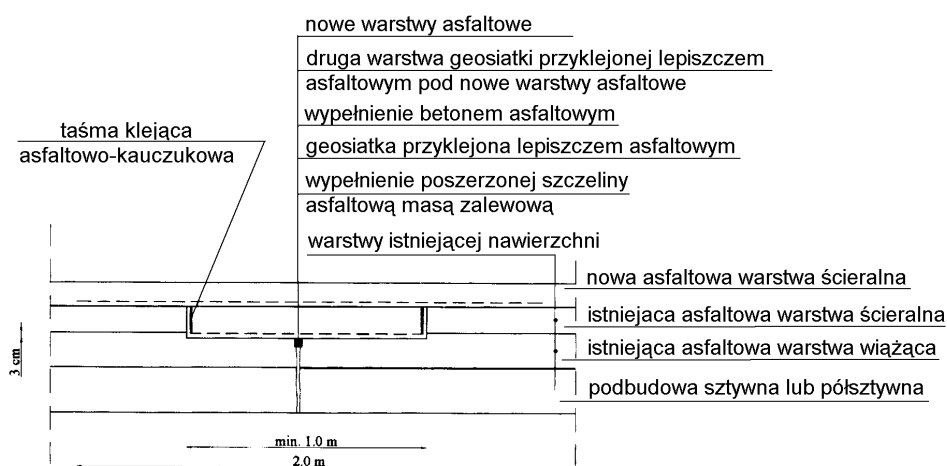 nowe warstwy asfaltowe
druga warstwa geosiatki przyklejonej lepiszczem
asfaltowym pod nowe warstwy asfaltowe
wypełnienie betonem asfaltowym
taśma klejąca
asfaltowo-kauczukowa
geosiatka przyklejona lepiszczem asfaltowym
wypełnienie poszerzonej szczeliny
asfaltową masą zalewową
warstwy istniejącej nawierzchni
nowa asfaltowa warstwa ścieralna
istniejaca asfaltowa warstwa ścieralna
istniejąca asfaltowa warstwa wiążąca
podbudowa sztywna lub półsztywna
3 cm
min. 1.0 m
2.0 m